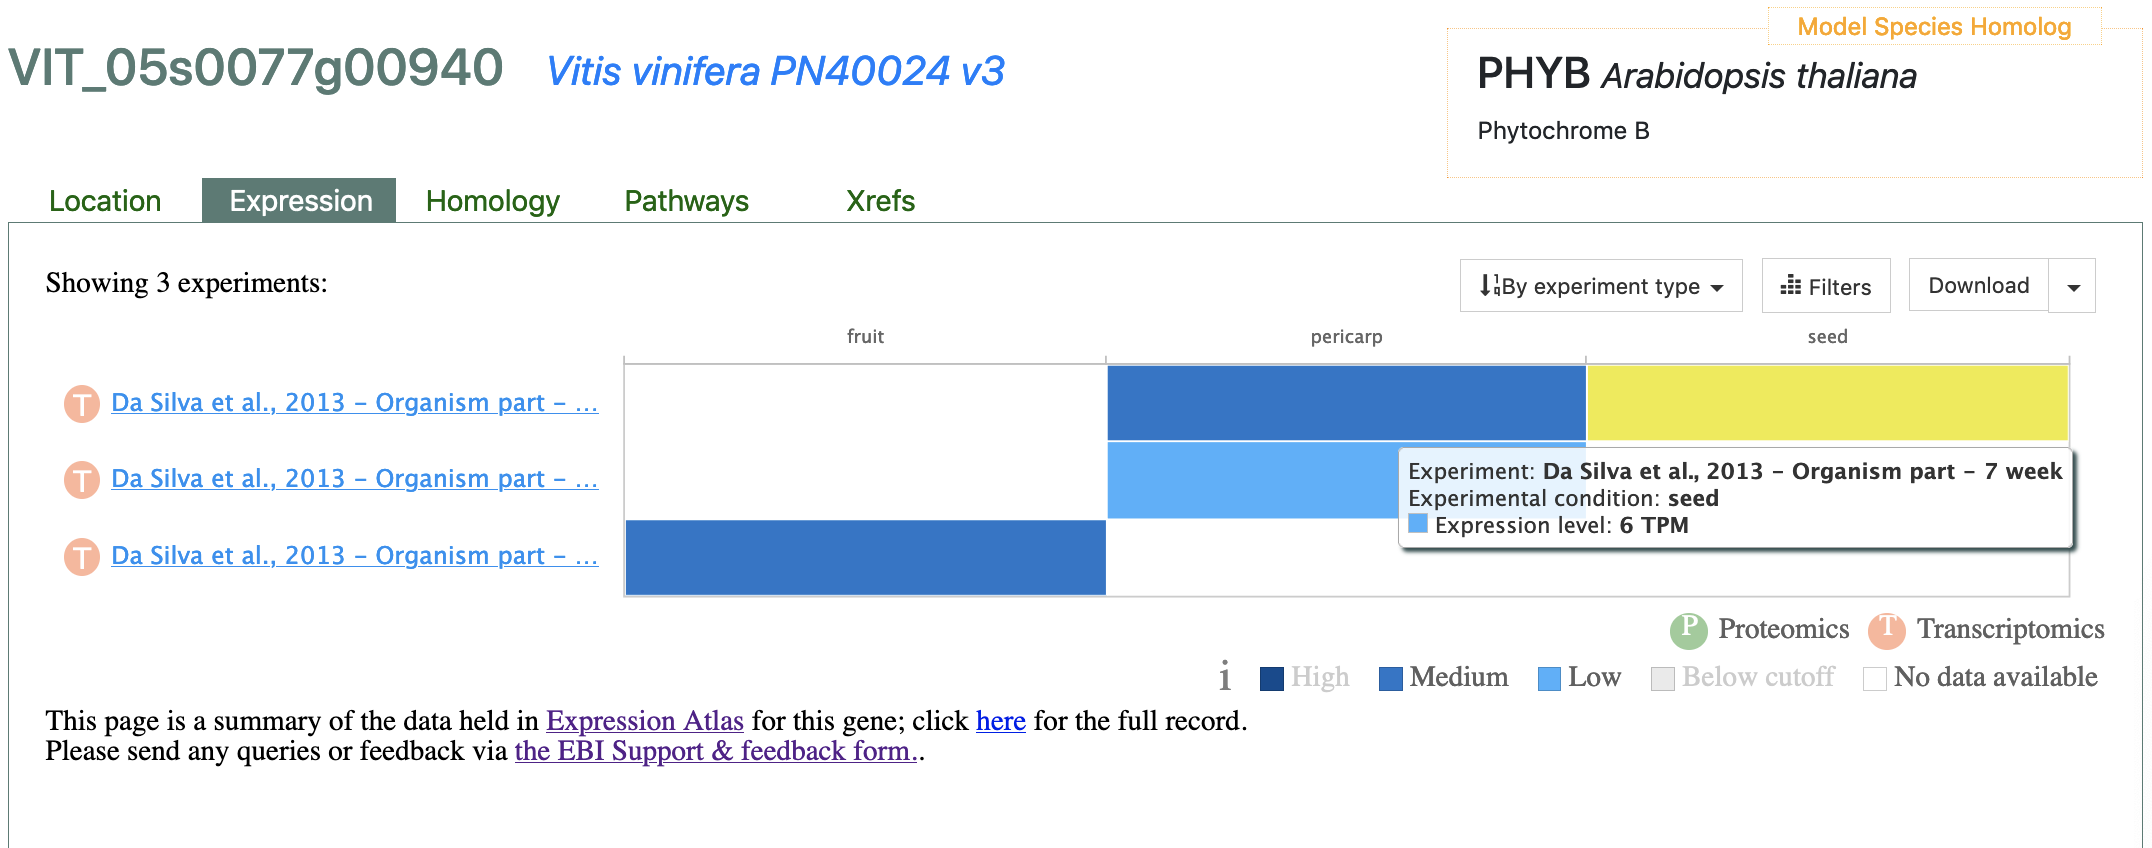 Model Species Homolog
VIT_05s0077g00940 Vitis vinifera PN40024 v3
PHYB Arabidopsis thaliana
Phytochrome B
Location Expression Homology Pathways Xrefs
Showing 3 experiments:
By experiment type Filters Download
fruit pericarp seed
T Da Silva et al., 2013 – Organism part – ...
T Da Silva et al., 2013 – Organism part – ...
T Da Silva et al., 2013 – Organism part – ...
Experiment: Da Silva et al., 2013 – Organism part – 7 week
Experimental condition: seed
Expression level: 6 TPM
P Proteomics T Transcriptomics
i High Medium Low Below cutoff No data available
This page is a summary of the data held in Expression Atlas for this gene; click here for the full record.
Please send any queries or feedback via the EBI Support & feedback form..